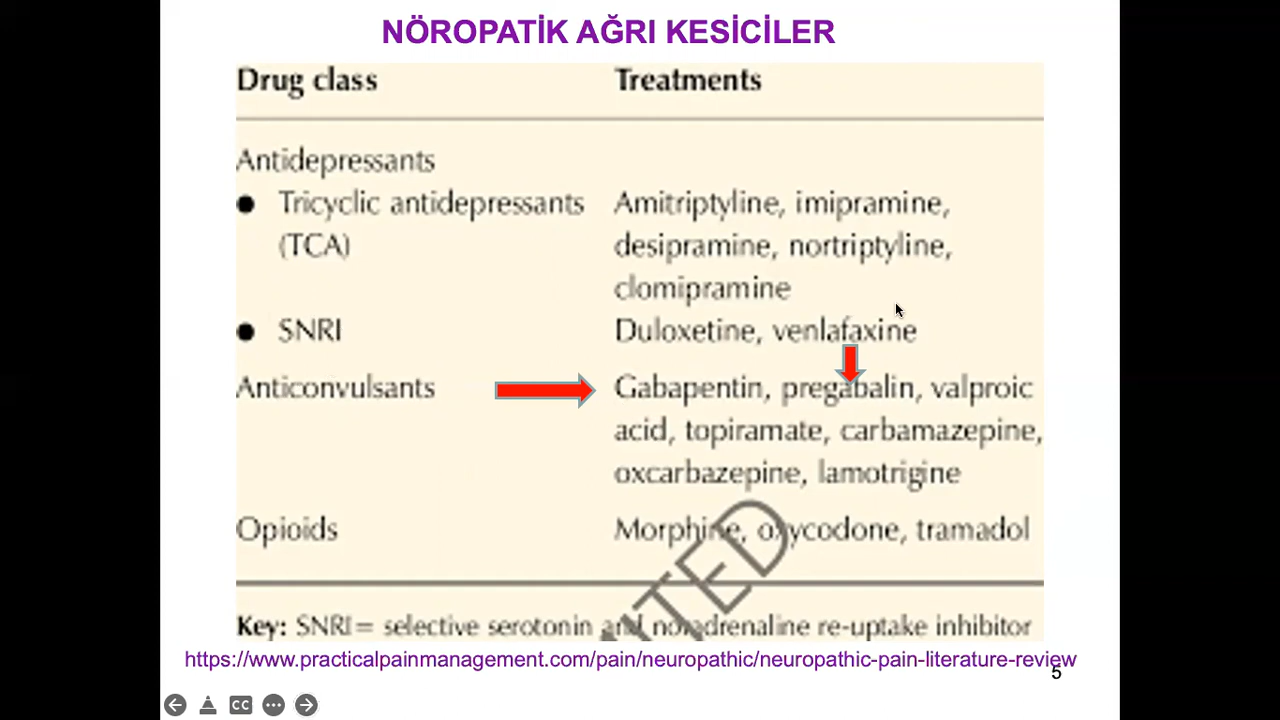 NÖROPATİK AĞRI KESİCİLER
Drug class Treatments
Antidepressants
● Tricyclic antidepressants Amitriptyline, imipramine,
(TCA) desipramine, nortriptyline,
clomipramine
● SNRI Duloxetine, venlafaxine
Anticonvulsants Gabapentin, pregabalin, valproic
acid, topiramate, carbamazepine,
oxcarbazepine, lamotrigine
Opioids Morphine, oxycodone, tramadol
Key: SNRI= selective serotonin and noradrenaline re-uptake inhibitor
https://www.practicalpainmanagement.com/pain/neuropathic/neuropathic-pain-literature-review
5
CC